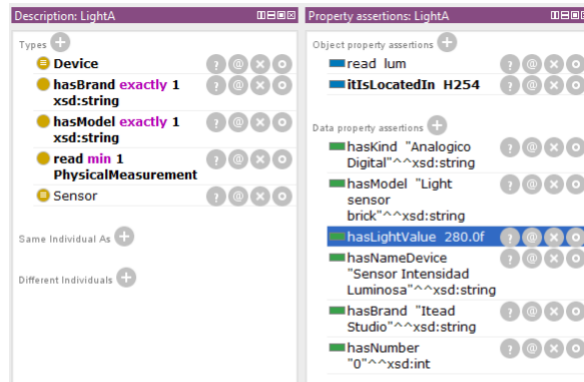 Description: LightA
Types
Device
hasBrand exactly 1
xsd:string
hasModel exactly 1
xsd:string
read min 1
PhysicalMeasurement
Sensor
Same Individual As
Different Individuals
Property assertions: LightA
Object property assertions
read lum
itIsLocatedIn H254
Data property assertions
hasKind "Analogico
Digital"^^xsd:string
hasModel "Light
sensor
brick"^^xsd:string
hasLightValue 280.0f
hasNameDevice
"Sensor Intensidad
Luminosa"^^xsd:string
hasBrand "Itead
Studio"^^xsd:string
hasNumber
"0"^^xsd:int